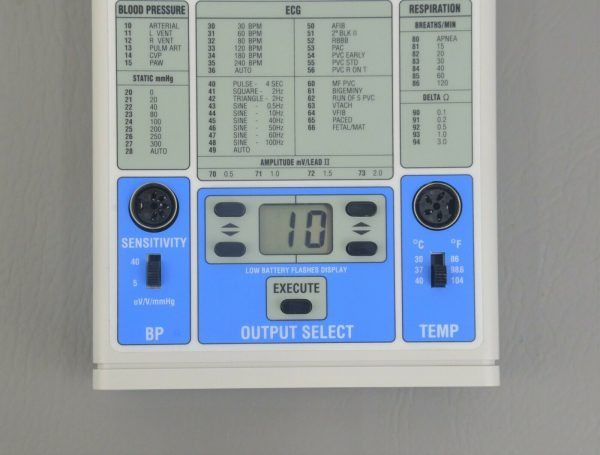 BLOOD PRESSURE
10 ARTERIAL
11 L VENT
12 R VENT
13 PULM ART
14 CVP
15 PAW
STATIC mmHg
20 0
21 20
22 40
23 80
24 100
25 200
26 250
27 300
28 AUTO
ECG
30 30 BPM
31 60 BPM
32 80 BPM
33 120 BPM
34 180 BPM
35 240 BPM
36 AUTO
40 PULSE - 4 SEC
41 SQUARE - 2Hz
42 TRIANGLE - 2Hz
43 SINE - 0.5Hz
44 SINE - 10Hz
45 SINE - 40Hz
46 SINE - 50Hz
47 SINE - 60Hz
48 SINE - 100Hz
49 AUTO
50 AFIB
51 2° BLK II
52 RBBB
53 PAC
54 PVC EARLY
55 PVC STD
56 PVC R ON T
60 MF PVC
61 BIGEMINY
62 RUN OF 5 PVC
63 VTACH
64 VFIB
65 PACED
66 FETAL/MAT
AMPLITUDE mV/LEAD II
70 0.5 71 1.0 72 1.5 73 2.0
RESPIRATION
BREATHS/MIN
80 APNEA
81 15
82 20
83 30
84 40
85 60
86 120
DELTA Ω
90 0.1
91 0.2
92 0.5
93 1.0
94 3.0
SENSITIVITY
40
5
uV/V/mmHg
BP
10
LOW BATTERY FLASHES DISPLAY
EXECUTE
OUTPUT SELECT
°C °F
30 86
37 98.6
40 104
TEMP